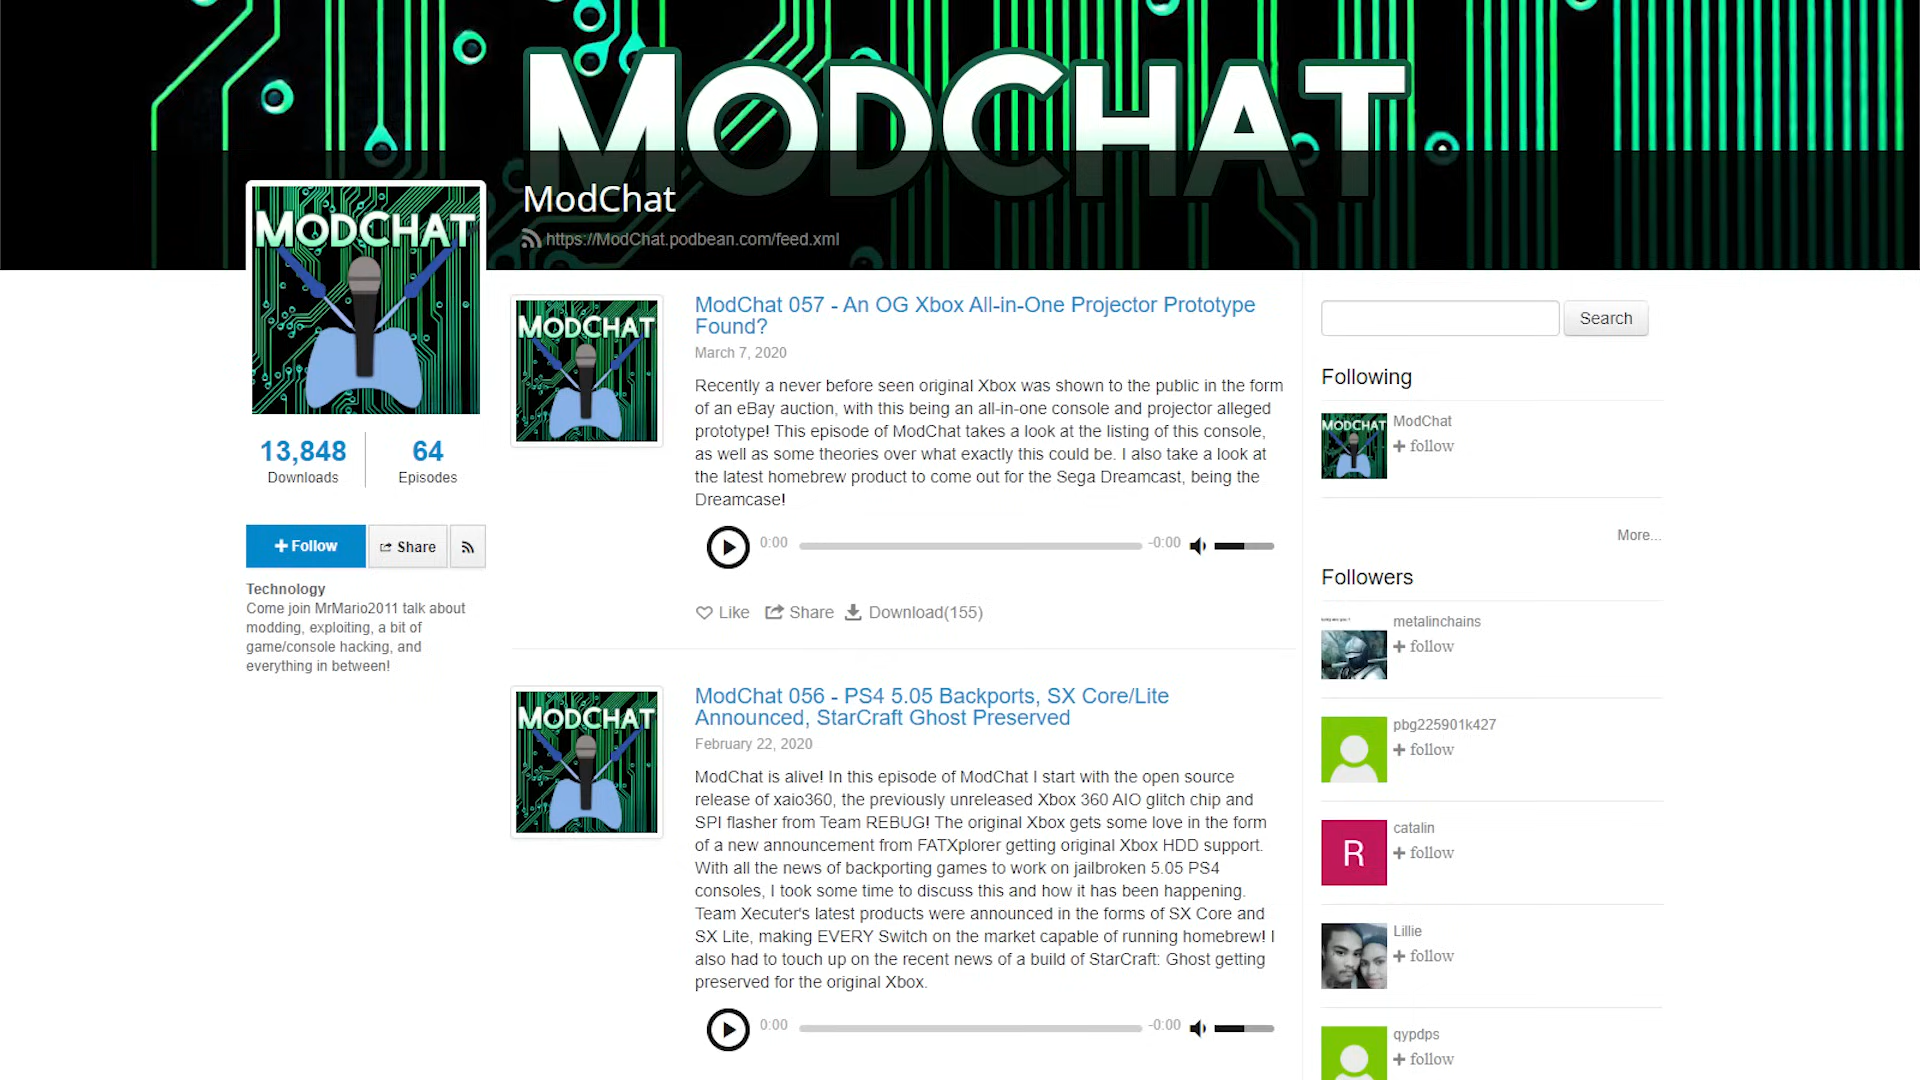 MODCHAT
ModChat
https://ModChat.podbean.com/feed.xml
MODCHAT
13,848
Downloads
64
Episodes
Follow
Share
Technology
Come join MrMario2011 talk about
modding, exploiting, a bit of
game/console hacking, and
everything in between!
MODCHAT
ModChat 057 - An OG Xbox All-in-One Projector Prototype
Found?
March 7, 2020
Recently a never before seen original Xbox was shown to the public in the form
of an eBay auction, with this being an all-in-one console and projector alleged
prototype! This episode of ModChat takes a look at the listing of this console,
as well as some theories over what exactly this could be. I also take a look at
the latest homebrew product to come out for the Sega Dreamcast, being the
Dreamcase!
0:00
-0:00
Like
Share
Download(155)
MODCHAT
ModChat 056 - PS4 5.05 Backports, SX Core/Lite
Announced, StarCraft Ghost Preserved
February 22, 2020
ModChat is alive! In this episode of ModChat I start with the open source
release of xaio360, the previously unreleased Xbox 360 AIO glitch chip and
SPI flasher from Team REBUG! The original Xbox gets some love in the form
of a new announcement from FATXplorer getting original Xbox HDD support.
With all the news of backporting games to work on jailbroken 5.05 PS4
consoles, I took some time to discuss this and how it has been happening.
Team Xecuter's latest products were announced in the forms of SX Core and
SX Lite, making EVERY Switch on the market capable of running homebrew! I
also had to touch up on the recent news of a build of StarCraft: Ghost getting
preserved for the original Xbox.
0:00
-0:00
Search
Following
MODCHAT
ModChat
+ follow
More...
Followers
metalinchains
+ follow
pbg225901k427
+ follow
R
catalin
+ follow
Lillie
+ follow
qypdps
+ follow